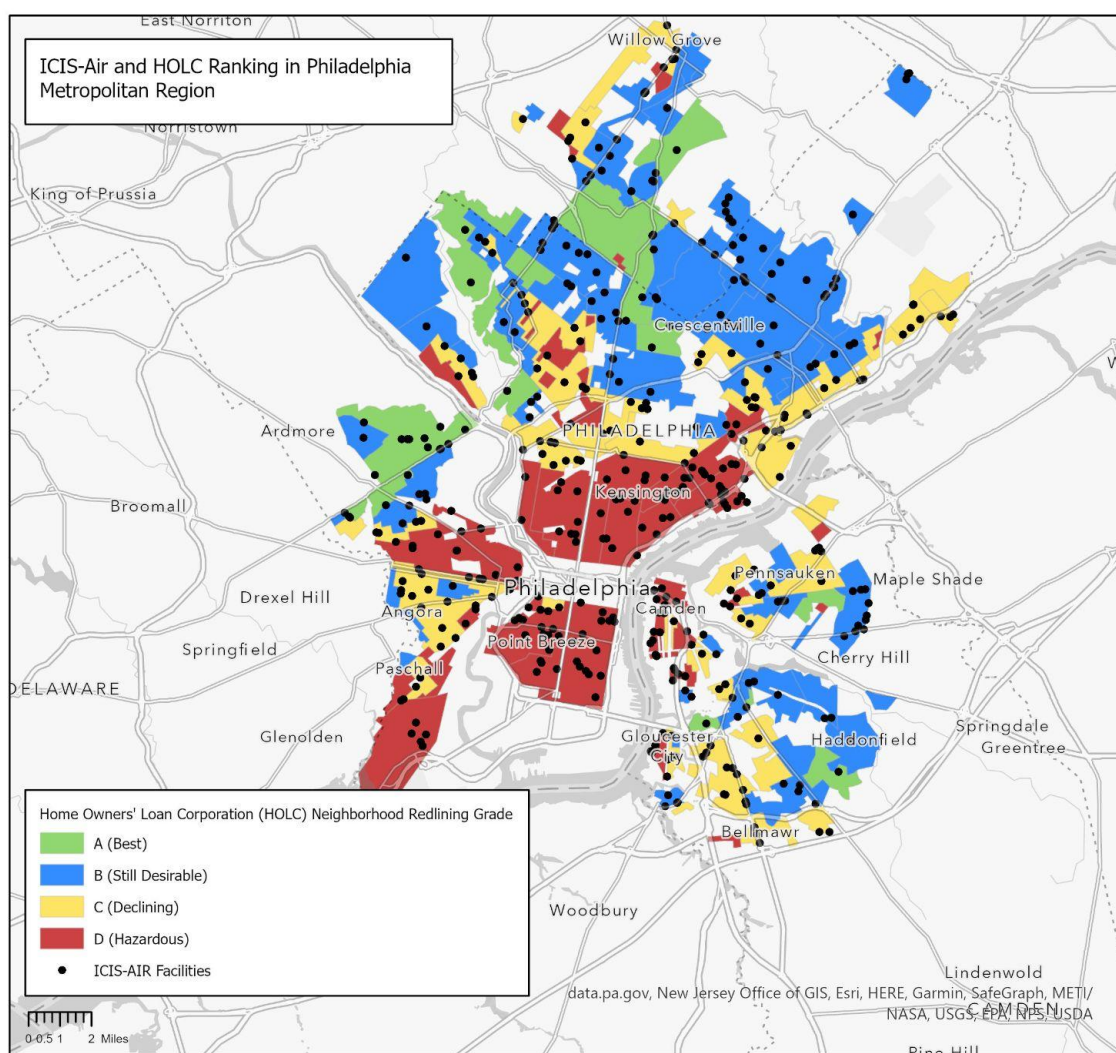 East Norriton
ICIS-Air and HOLC Ranking in Philadelphia
Metropolitan Region
Willow Grove
Norristown
King of Prussia
Crescentville
Ardmore
PHILADELPHIA
Kensington
Broomall
Pennsauken
Maple Shade
Philadelphia
Drexel Hill
Camden
Angora
Point Breeze
Springfield
Cherry Hill
Paschall
DELAWARE
Springdale
Glenolden
Gloucester
City
Haddonfield
Greentree
Home Owners' Loan Corporation (HOLC) Neighborhood Redlining Grade
A (Best)
B (Still Desirable)
C (Declining)
D (Hazardous)
ICIS-AIR Facilities
Bellmawr
Woodbury
Lindenwold
data.pa.gov, New Jersey Office of GIS, Esri, HERE, Garmin, SafeGraph, METI/
NASA, USGS, EPA, NPS, USDA
CAMDEN
0 0.5 1 2 Miles
Pine Hill